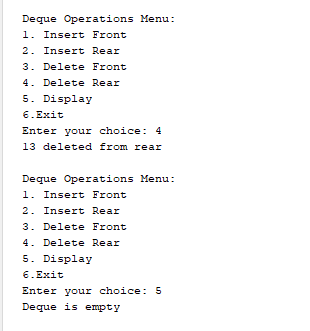 Deque Operations Menu:
1. Insert Front
2. Insert Rear
3. Delete Front
4. Delete Rear
5. Display
6.Exit
Enter your choice: 4
13 deleted from rear

Deque Operations Menu:
1. Insert Front
2. Insert Rear
3. Delete Front
4. Delete Rear
5. Display
6.Exit
Enter your choice: 5
Deque is empty